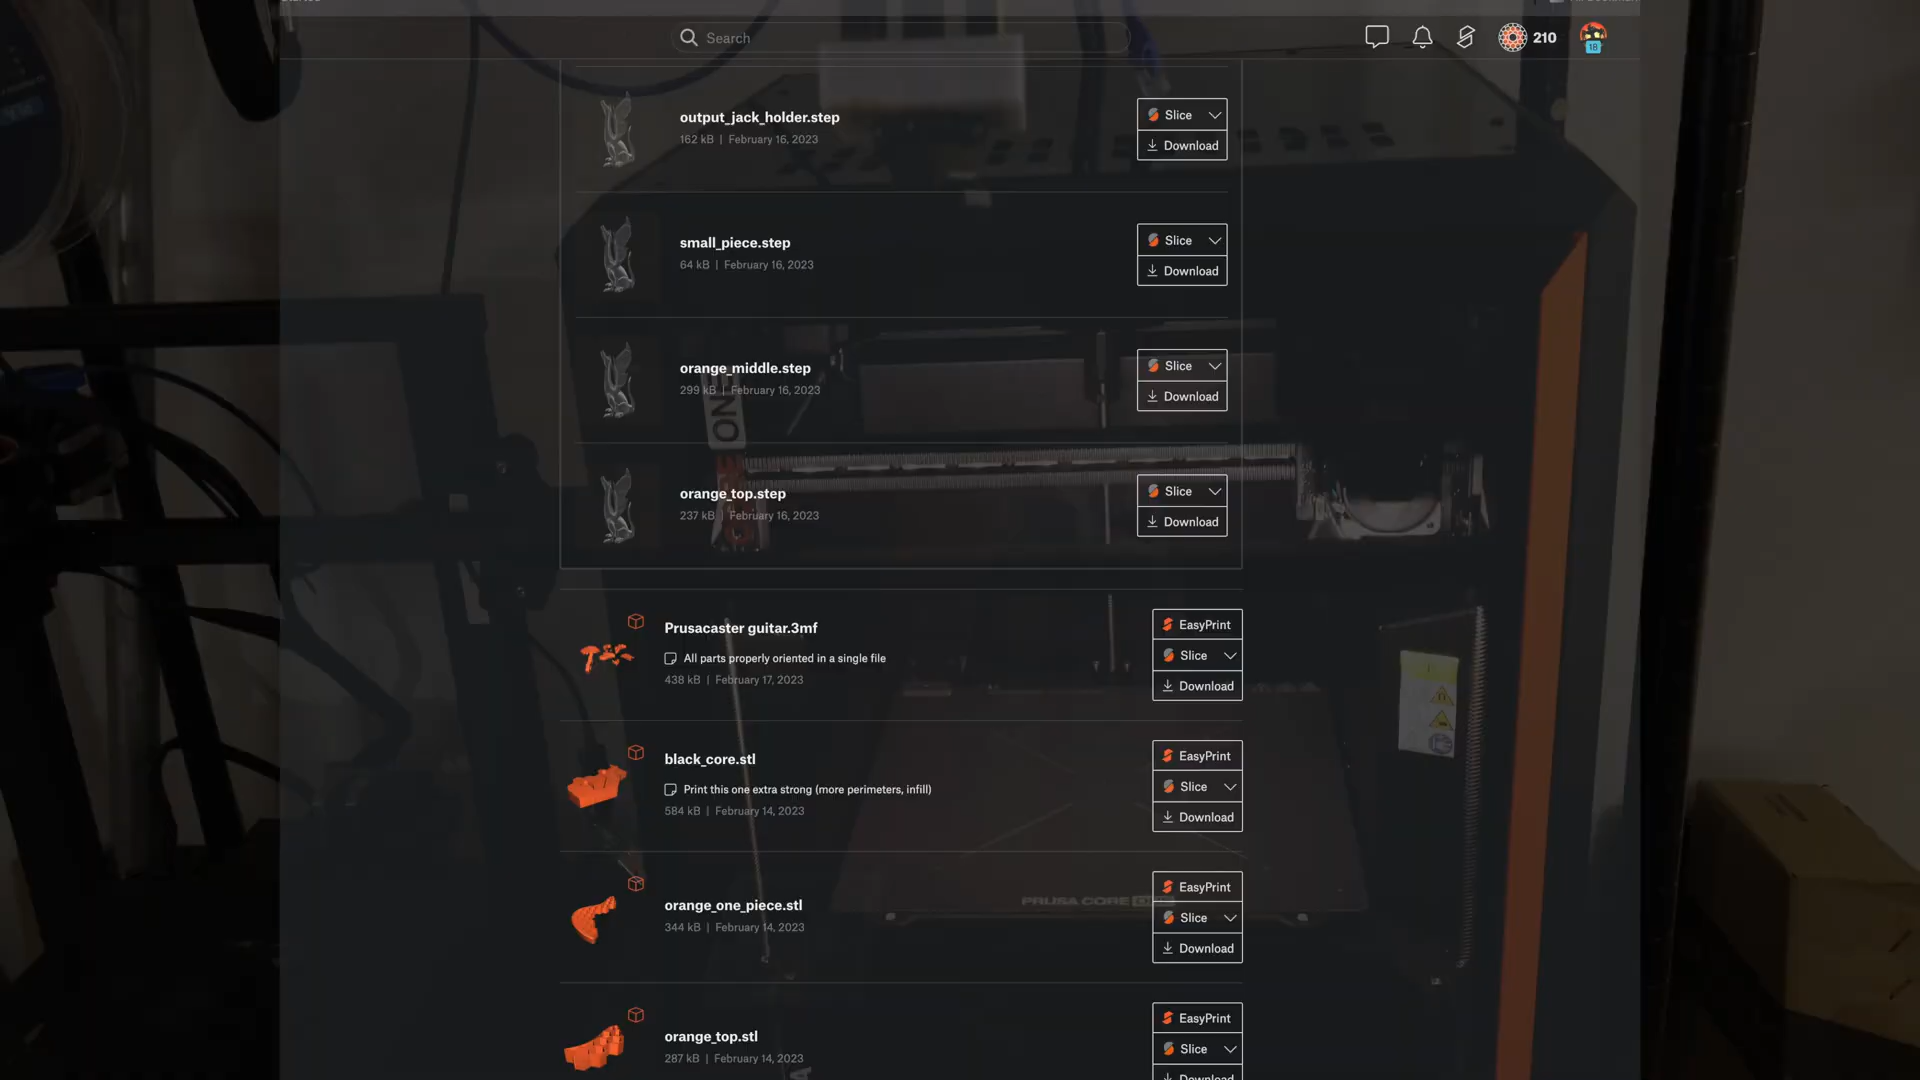 Search
210
18
output_jack_holder.step
Slice
162 kB | February 16, 2023
Download
small_piece.step
Slice
64 kB | February 16, 2023
Download
orange_middle.step
Slice
299 kB | February 16, 2023
Download
ON
orange_top.step
Slice
237 kB | February 16, 2023
Download
Prusacaster guitar.3mf
EasyPrint
All parts properly oriented in a single file
Slice
438 kB | February 17, 2023
Download
black_core.stl
EasyPrint
Print this one extra strong (more perimeters, infill)
Slice
584 kB | February 14, 2023
Download
orange_one_piece.stl
EasyPrint
PRUSA CORE ONE
Slice
344 kB | February 14, 2023
Download
orange_top.stl
EasyPrint
Slice
287 kB | February 14, 2023
Download